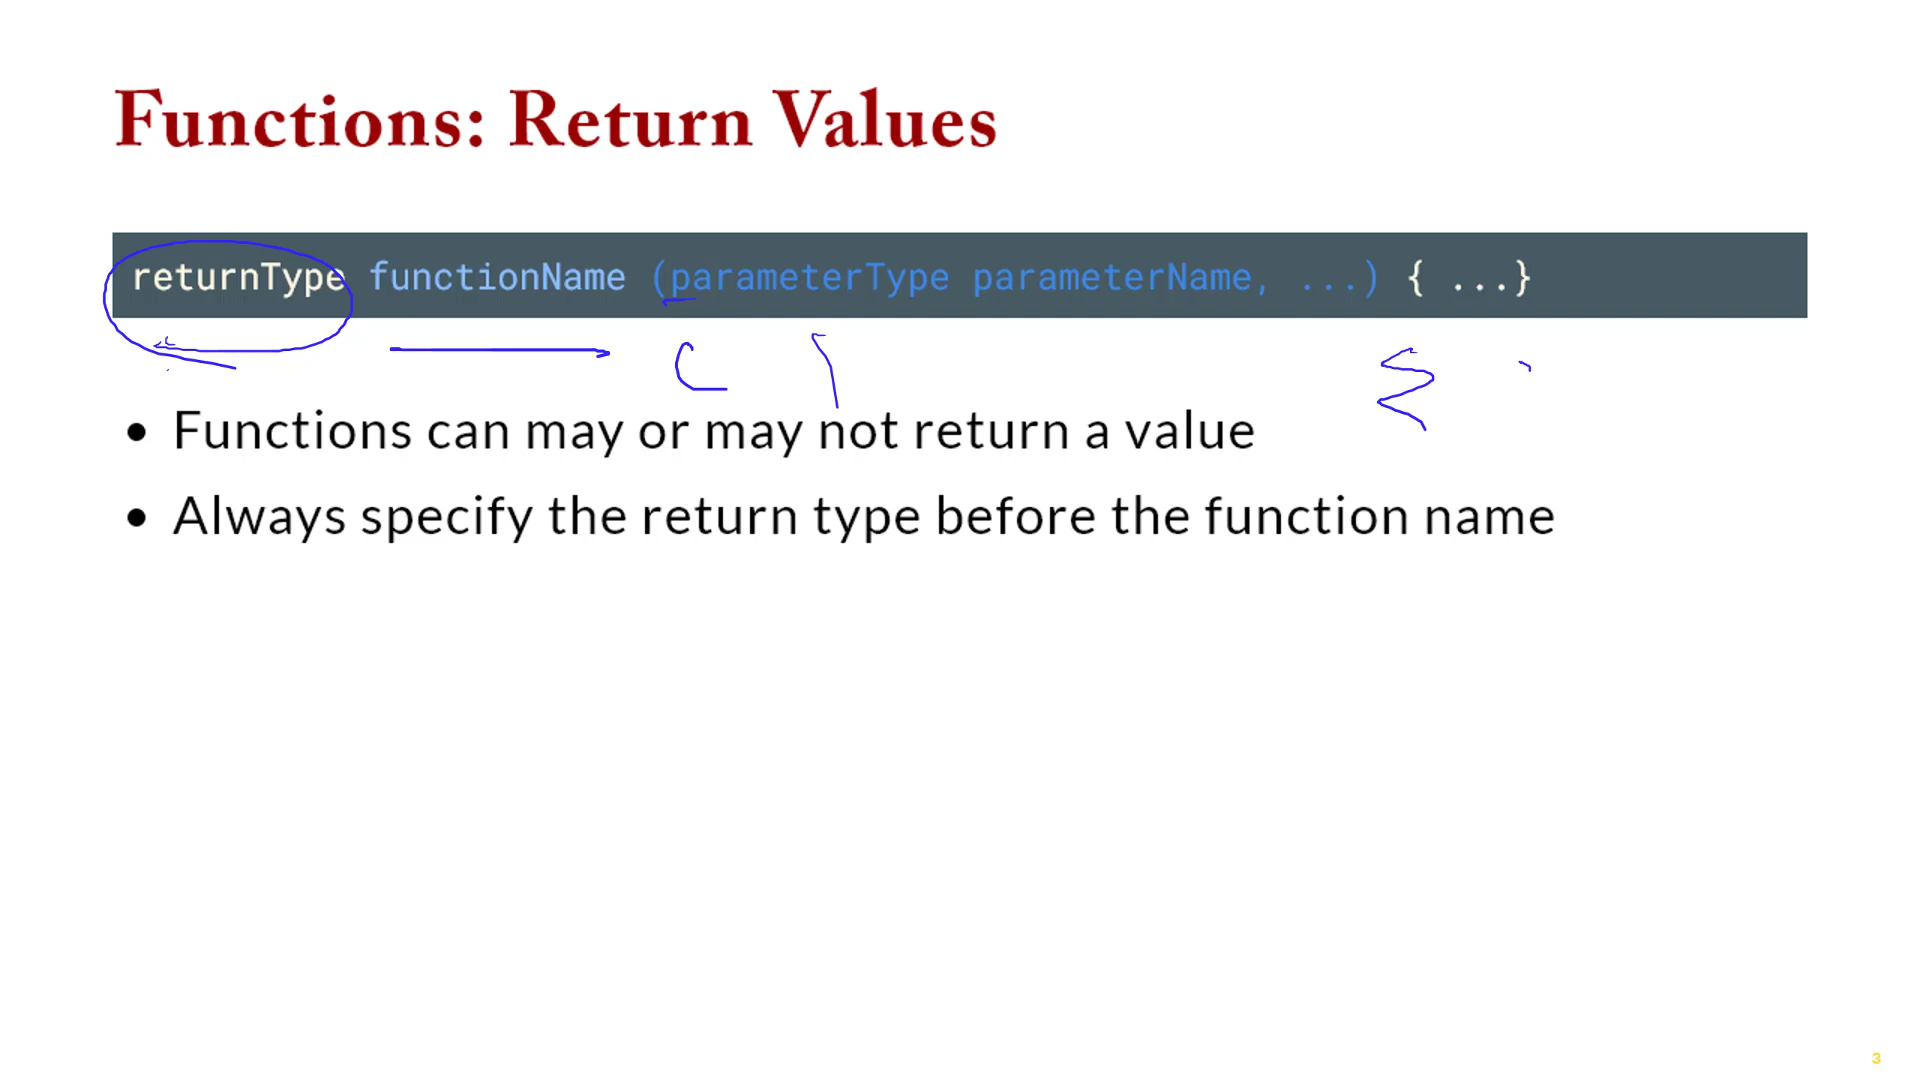 Functions: Return Values
returnType functionName (parameterType parameterName, ...) { ...}
• Functions can may or may not return a value
• Always specify the return type before the function name
3